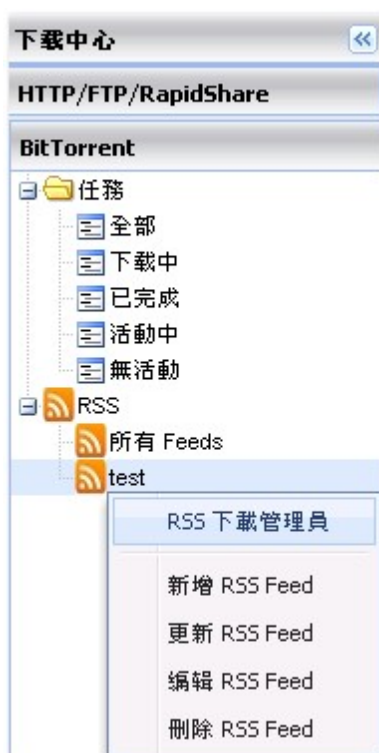 下载中心
HTTP/FTP/RapidShare
BitTorrent
任務
全部
下載中
已完成
活動中
無活動
RSS
所有 Feeds
test
RSS 下載管理員
新增 RSS Feed
更新 RSS Feed
编辑 RSS Feed
刪除 RSS Feed